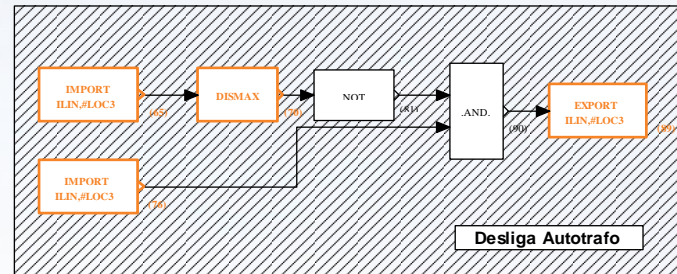 IMPORT
ILIN,#LOC3
(65)
DISMAX
(70)
NOT
(81)
.AND.
(90)
EXPORT
ILIN,#LOC3
(89)
IMPORT
ILIN,#LOC3
(76)
Desliga Autotrafo